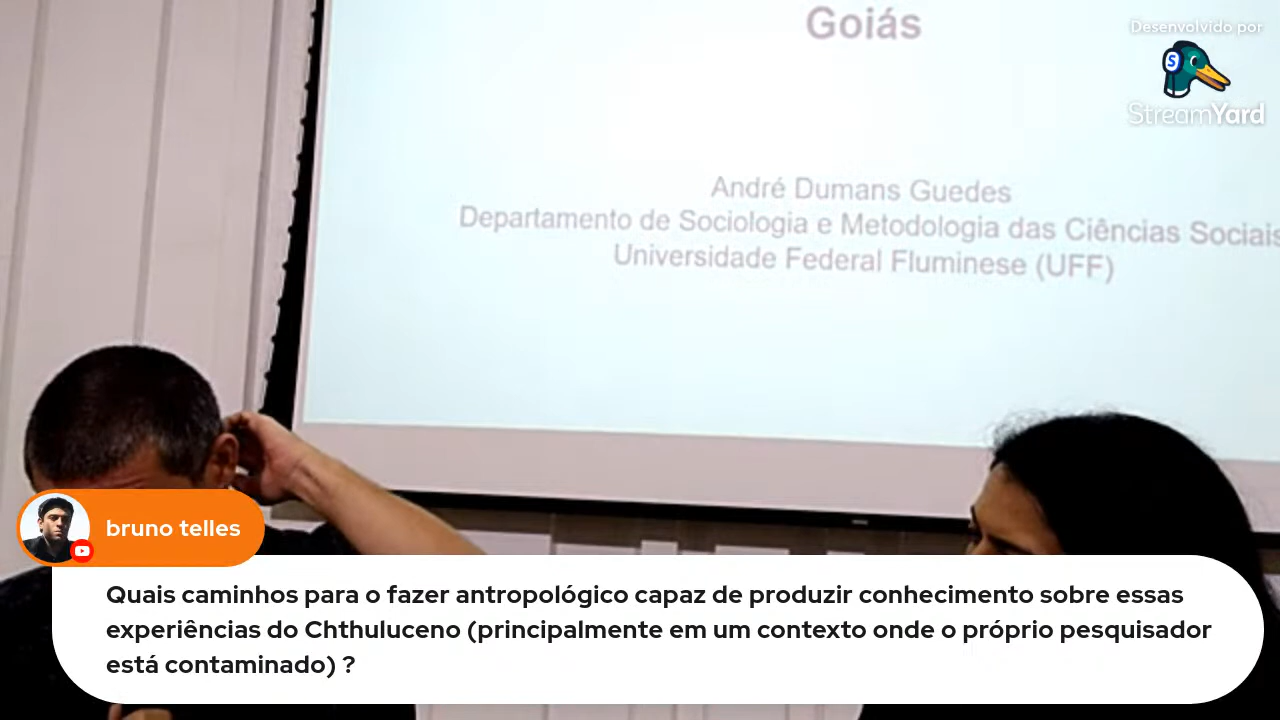 Goiás
Desenvolvido por
S
StreamYard
André Dumans Guedes
Departamento de Sociologia e Metodologia das Ciências Sociais
Universidade Federal Fluminese (UFF)
bruno telles
Quais caminhos para o fazer antropológico capaz de produzir conhecimento sobre essas
experiências do Chthuluceno (principalmente em um contexto onde o próprio pesquisador
está contaminado) ?